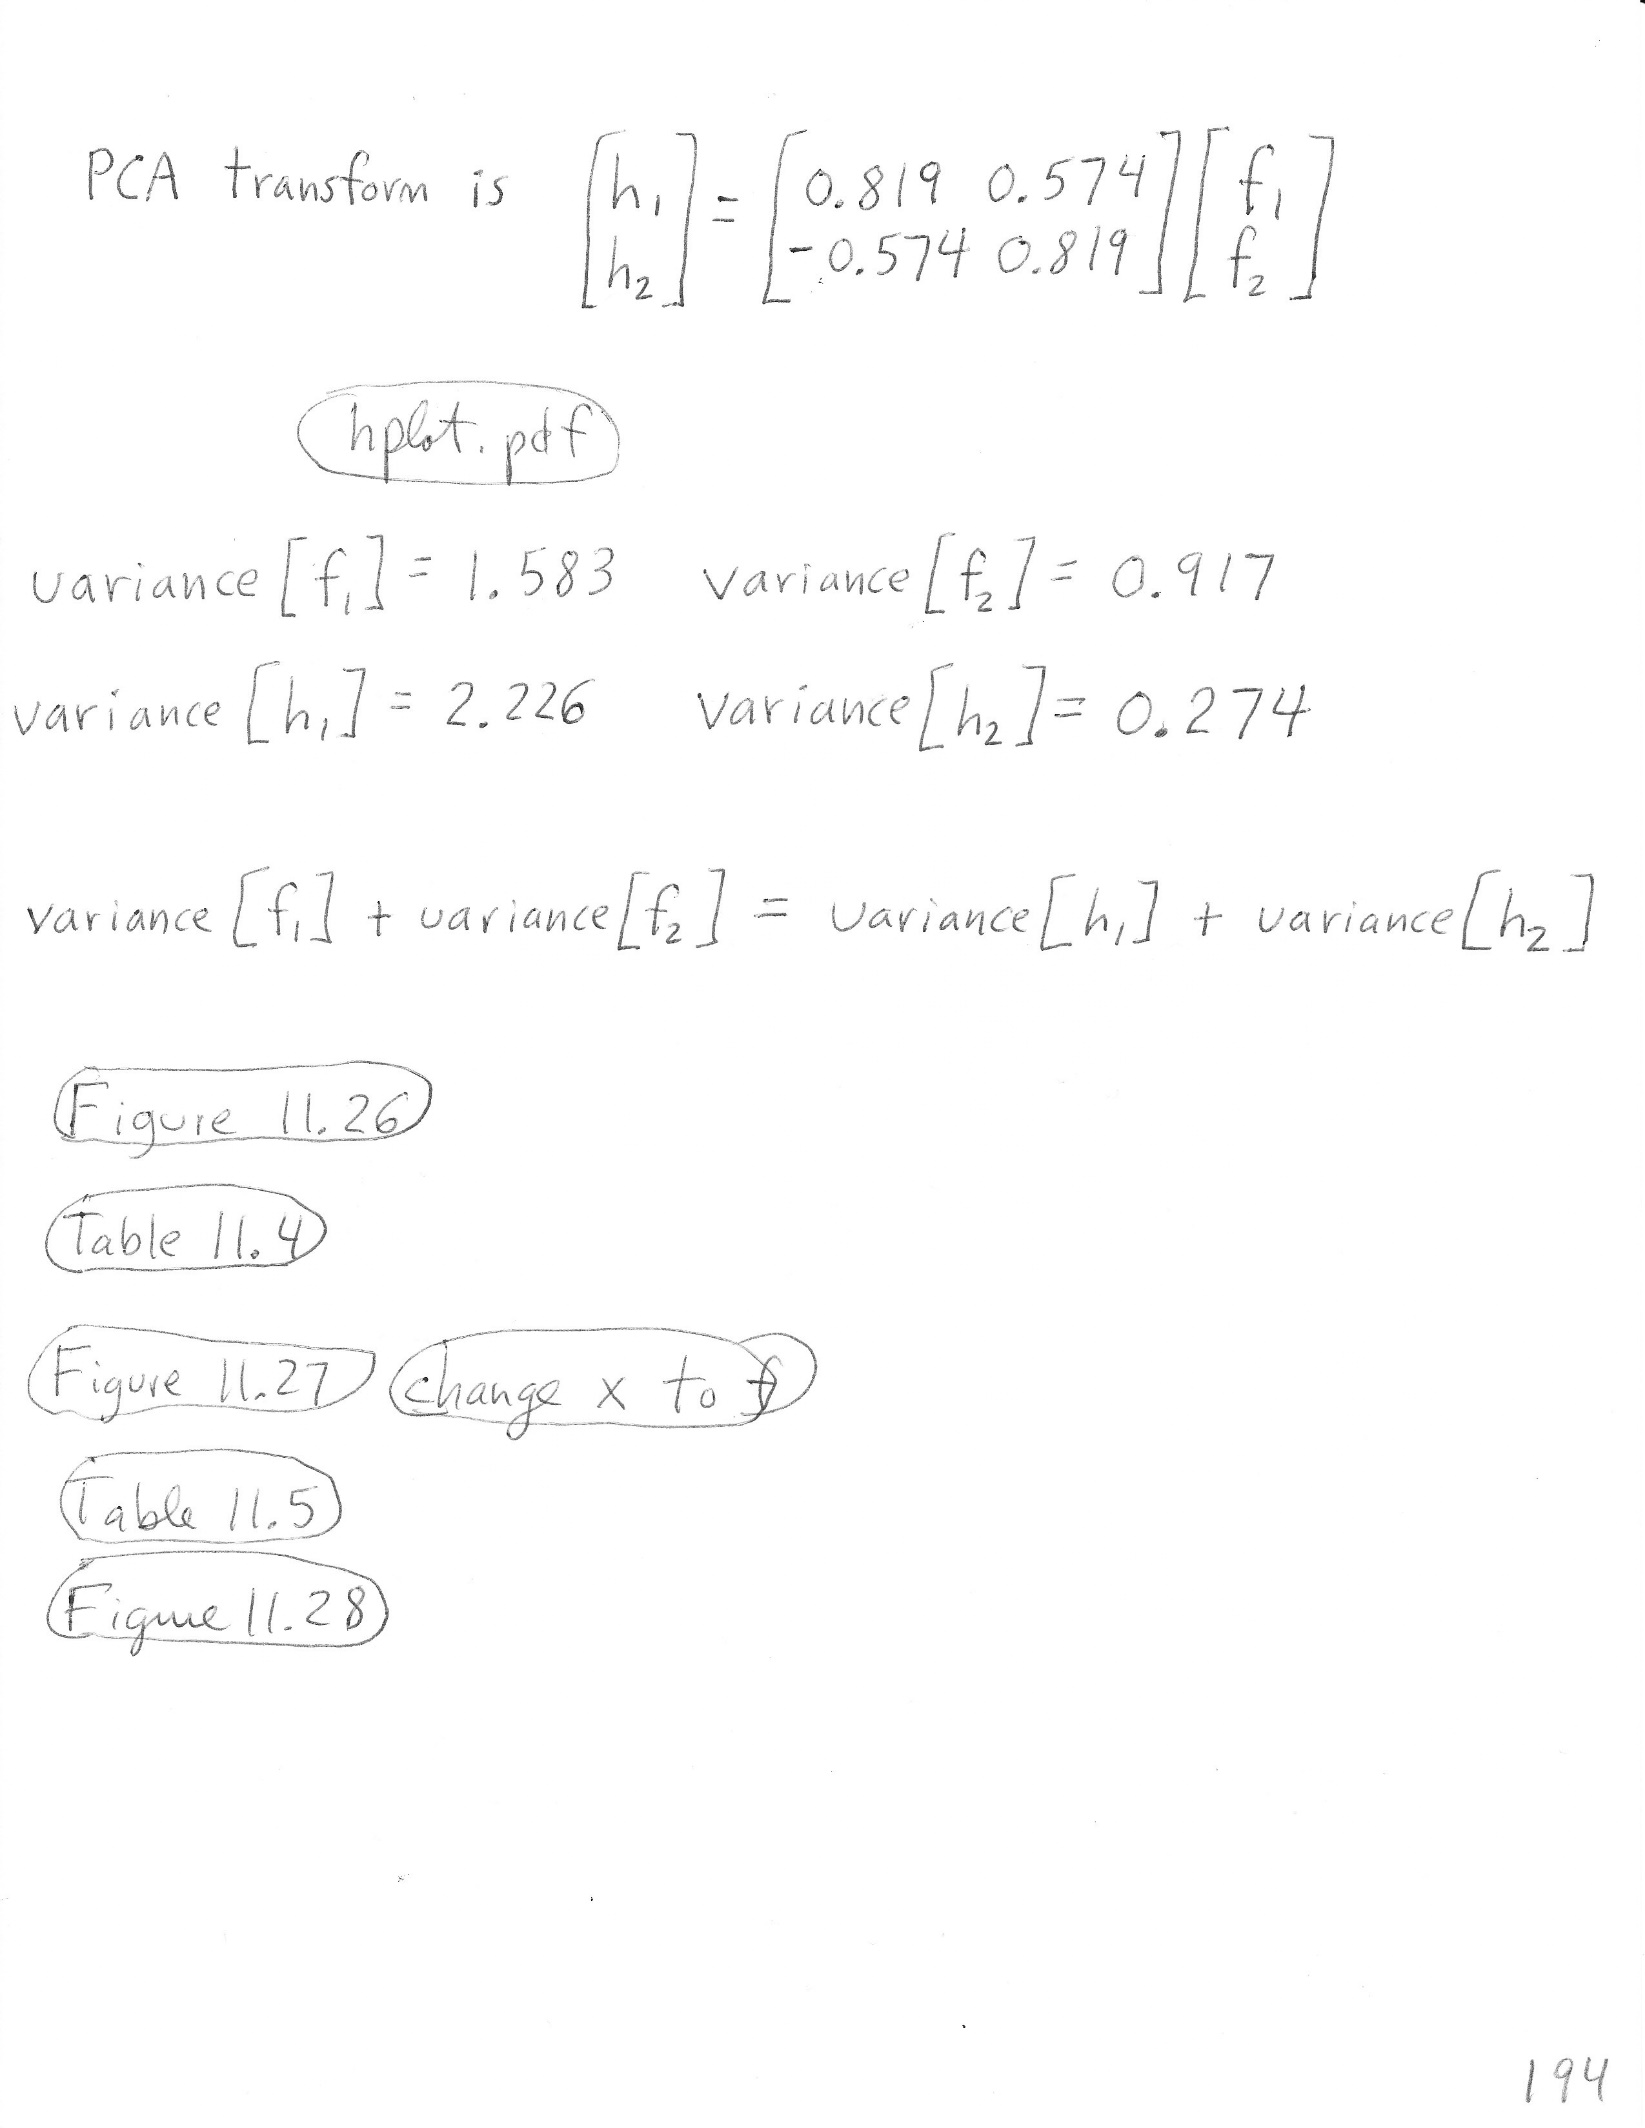 PCA transform is [h₁ h₂] = [0.819 0.574 -0.574 0.819] [f₁ f₂]
hplot.pdf
variance [f₁] = 1.583 variance [f₂] = 0.917
variance [h₁] = 2.226 variance [h₂] = 0.274
variance [f₁] + variance [f₂] = variance [h₁] + variance [h₂]
Figure 11.26
Table 11.4
Figure 11.27 change x to f
Table 11.5
Figure 11.28
194